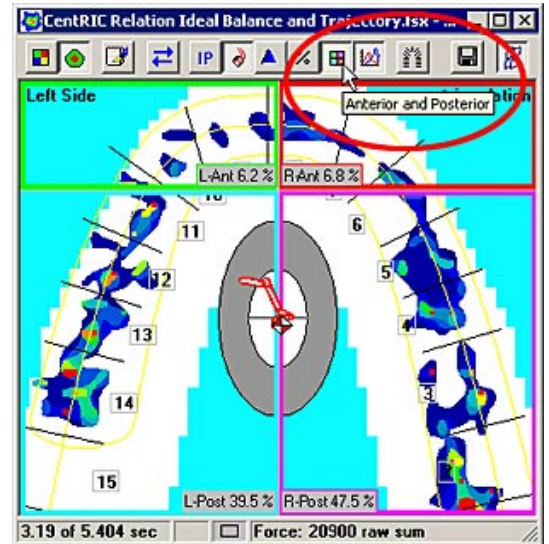 CentRIC Relation Ideal Balance and Trajectory.fsx - ...
IP
%
Anterior and Posterior
Left Side
L-Ant 6.2 %
R-Ant 6.8 %
11
6
12
5
13
4
14
3
15
L-Post 39.5 %
R-Post 47.5 %
3.19 of 5.404 sec
Force: 20900 raw sum